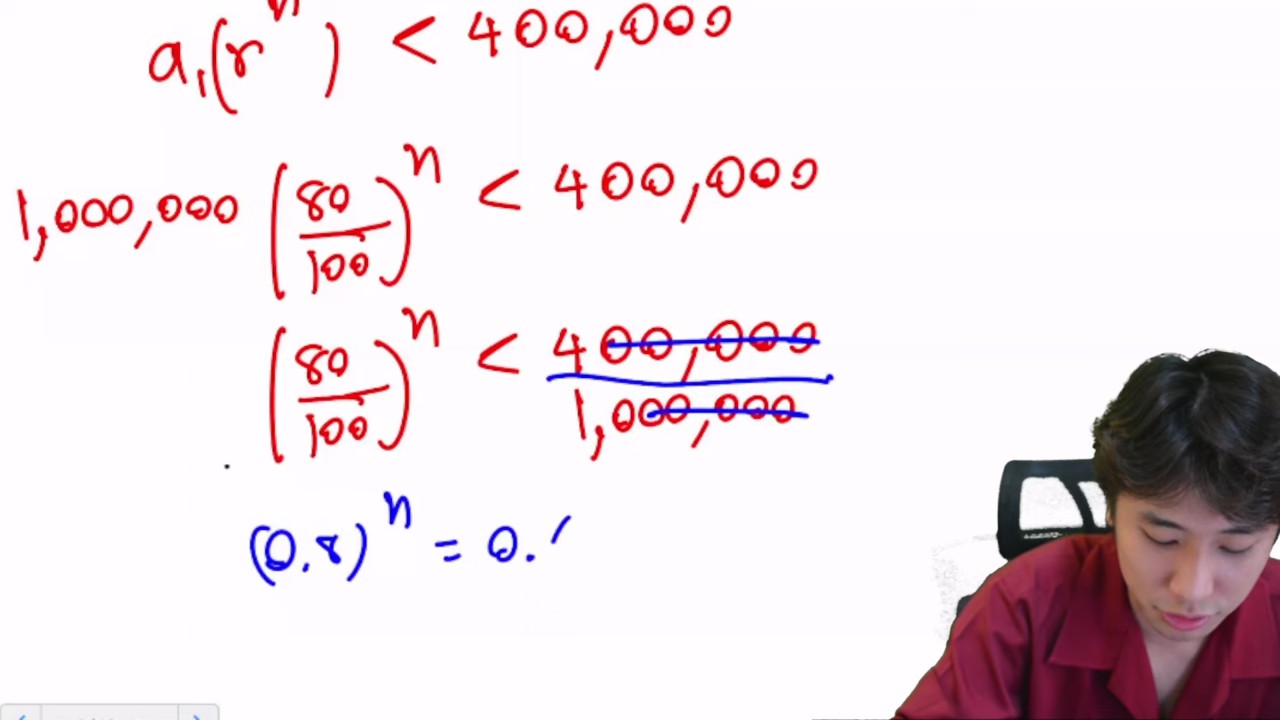 a₁(rⁿ) < 400,000
1,000,000 (80/100)ⁿ < 400,000
(80/100)ⁿ < 400,000/1,000,000
(0.8)ⁿ = 0.